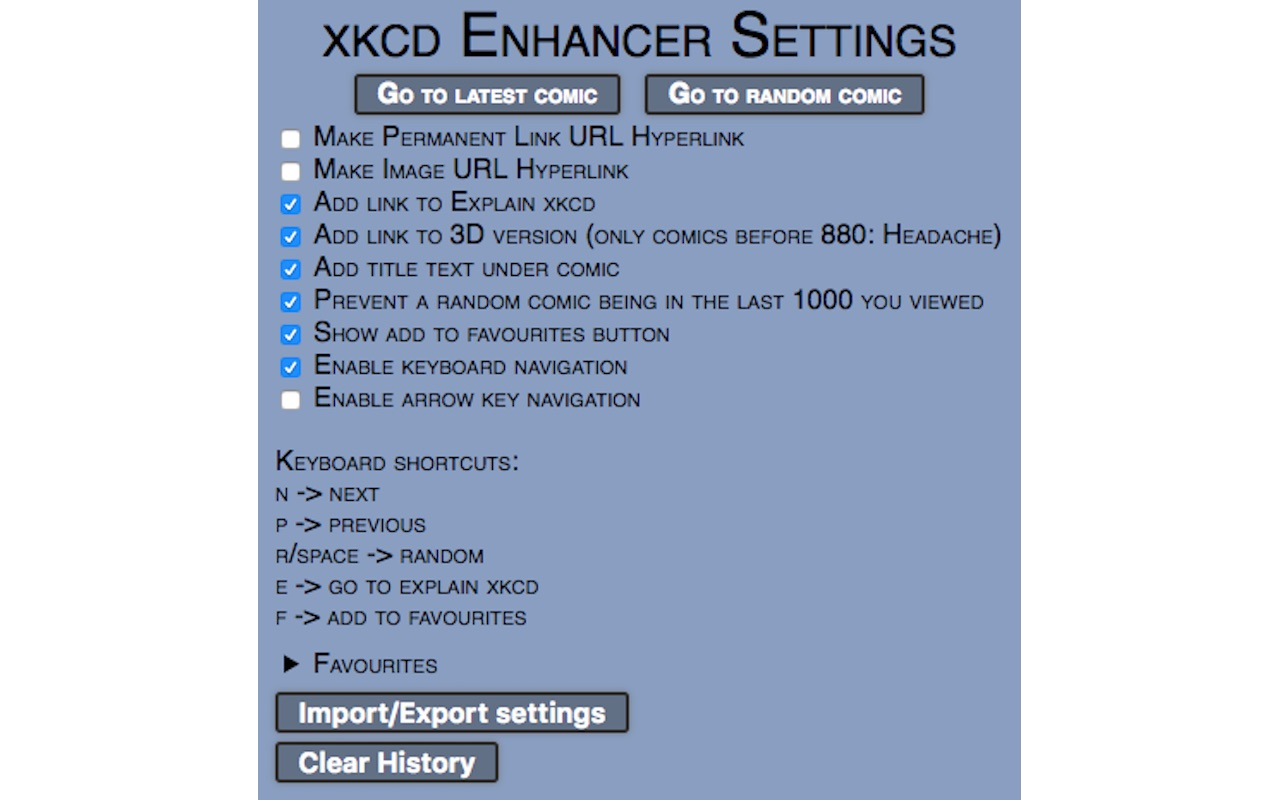 xkcd Enhancer Settings
Go to latest comic Go to random comic
Make Permanent Link URL Hyperlink
Make Image URL Hyperlink
Add link to Explain xkcd
Add link to 3D version (only comics before 880: Headache)
Add title text under comic
Prevent a random comic being in the last 1000 you viewed
Show add to favourites button
Enable keyboard navigation
Enable arrow key navigation
Keyboard shortcuts:
n -> next
p -> previous
r/space -> random
e -> go to explain xkcd
f -> add to favourites
Favourites
Import/Export settings
Clear History